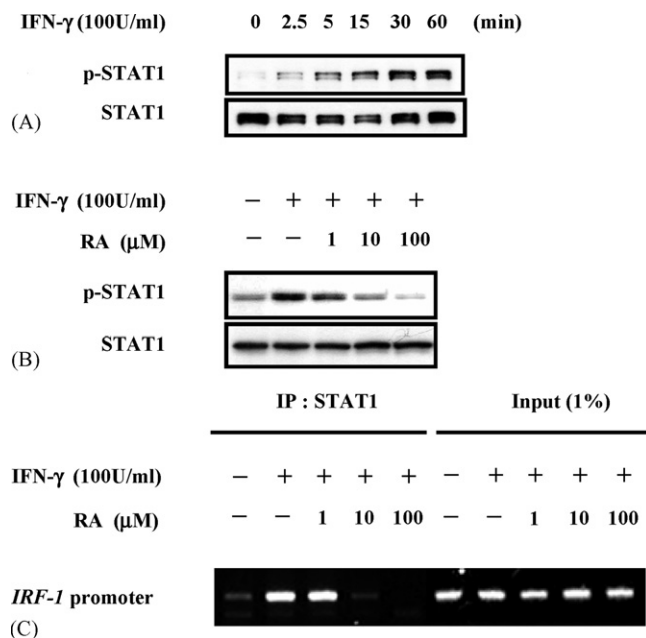 IFN-γ (100U/ml) 0 2.5 5 15 30 60 (min)
p-STAT1
STAT1
(A)
IFN-γ (100U/ml) − + + + +
RA (μM) − − 1 10 100
p-STAT1
STAT1
(B)
IP : STAT1 Input (1%)
IFN-γ (100U/ml) − + + + + − + + + +
RA (μM) − − 1 10 100 − − 1 10 100
IRF-1 promoter
(C)